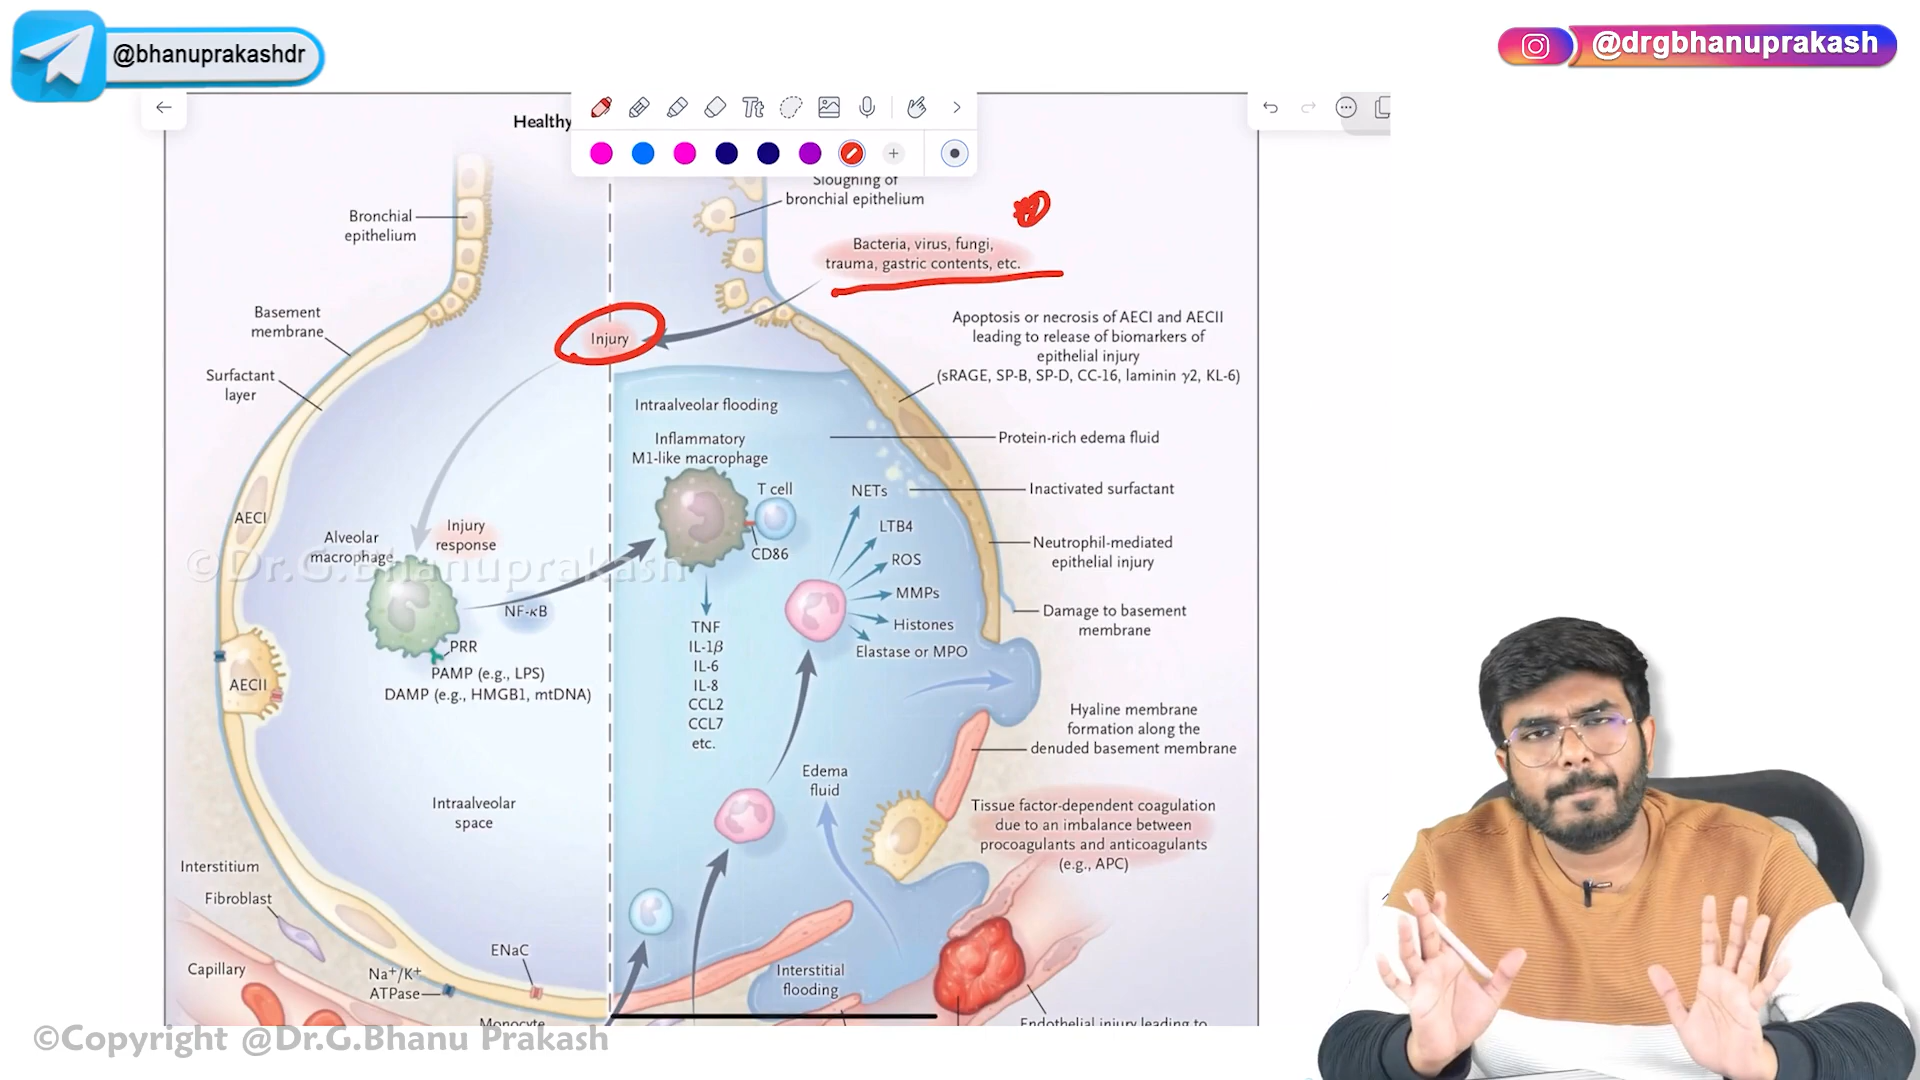 @bhanuprakashdr
@drgbhanuprakash
Healthy
Tt
Sloughing of
bronchial epithelium
Bronchial
epithelium
Bacteria, virus, fungi,
trauma, gastric contents, etc.
Basement
membrane
Injury
Apoptosis or necrosis of AECI and AECII
leading to release of biomarkers of
epithelial injury
(sRAGE, SP-B, SP-D, CC-16, laminin γ2, KL-6)
Surfactant
layer
Intraalveolar flooding
Inflammatory
M1-like macrophage
Protein-rich edema fluid
T cell
NETs
Inactivated surfactant
AECI
Injury
response
LTB4
Alveolar
macrophage
CD86
ROS
Neutrophil-mediated
epithelial injury
©Dr.G.Bhanuprakash
NF-κB
MMPs
Histones
Damage to basement
membrane
TNF
IL-1β
IL-6
IL-8
CCL2
CCL7
etc.
Elastase or MPO
PRR
PAMP (e.g., LPS)
DAMP (e.g., HMGB1, mtDNA)
AECII
Hyaline membrane
formation along the
denuded basement membrane
Edema
fluid
Intraalveolar
space
Tissue factor-dependent coagulation
due to an imbalance between
procoagulants and anticoagulants
(e.g., APC)
Interstitium
Fibroblast
ENaC
Capillary
Na+/K+
ATPase
Interstitial
flooding
Monocyte
Endothelial injury leading to
©Copyright @Dr.G.Bhanu Prakash